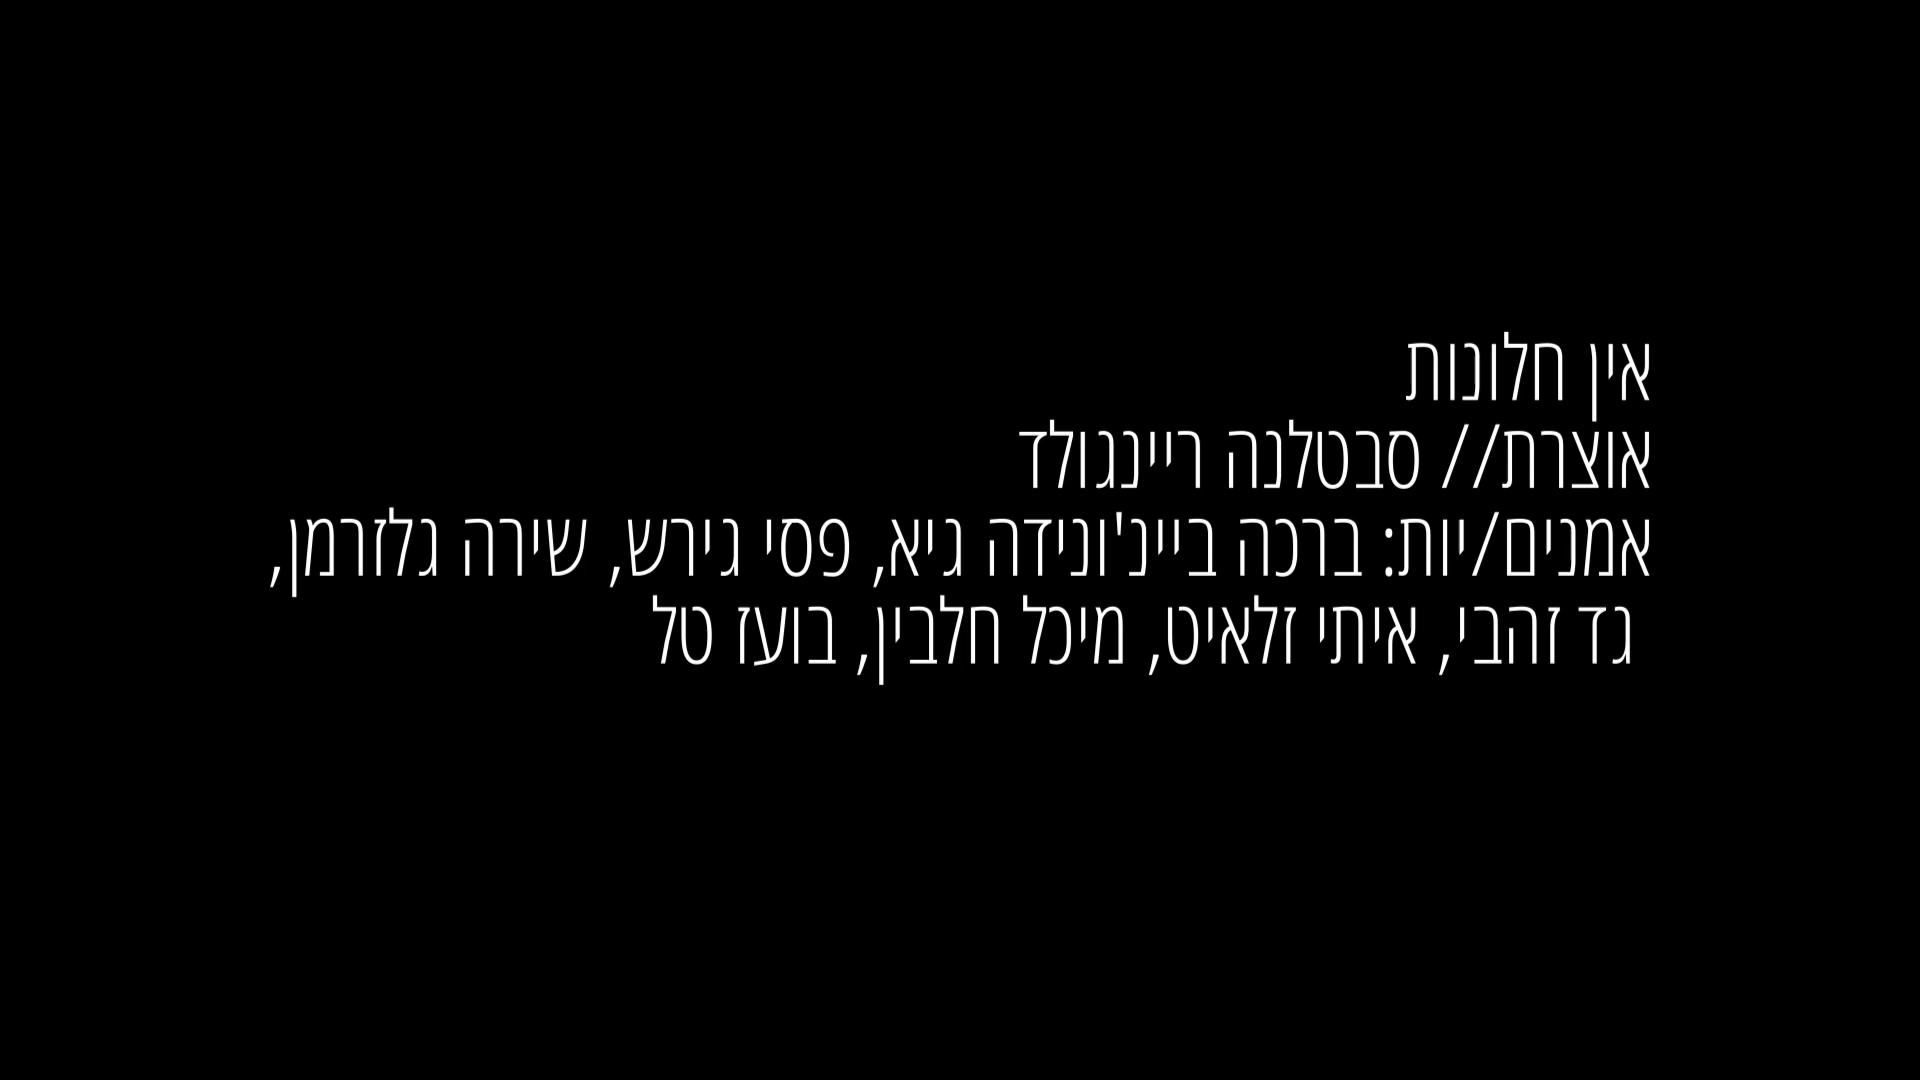 אין חלונות
אוצרת// סבטלנה ריינגולד
אמנים/יות: ברכה ביינ'ונידה גיא, פסי גירש, שירה גלזרמן,
גד זהבי, איתי זלאיט, מיכל חלבין, בועז טל